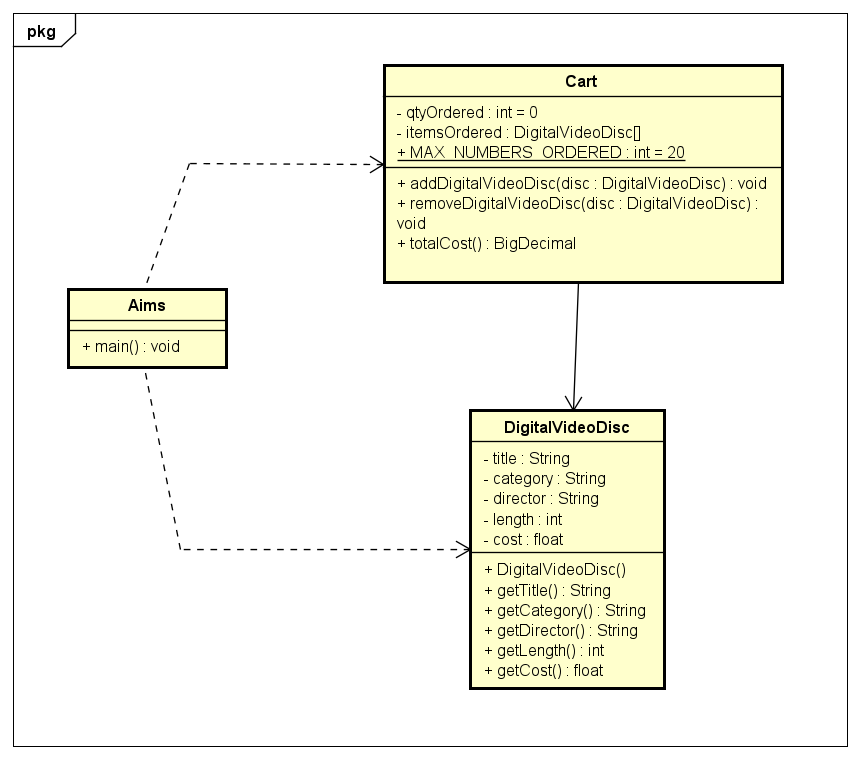 pkg
Cart
- qtyOrdered : int = 0
- itemsOrdered : DigitalVideoDisc[]
+ MAX_NUMBERS_ORDERED : int = 20
+ addDigitalVideoDisc(disc : DigitalVideoDisc) : void
+ removeDigitalVideoDisc(disc : DigitalVideoDisc) :
void
+ totalCost() : BigDecimal
Aims
+ main() : void
DigitalVideoDisc
- title : String
- category : String
- director : String
- length : int
- cost : float
+ DigitalVideoDisc()
+ getTitle() : String
+ getCategory() : String
+ getDirector() : String
+ getLength() : int
+ getCost() : float